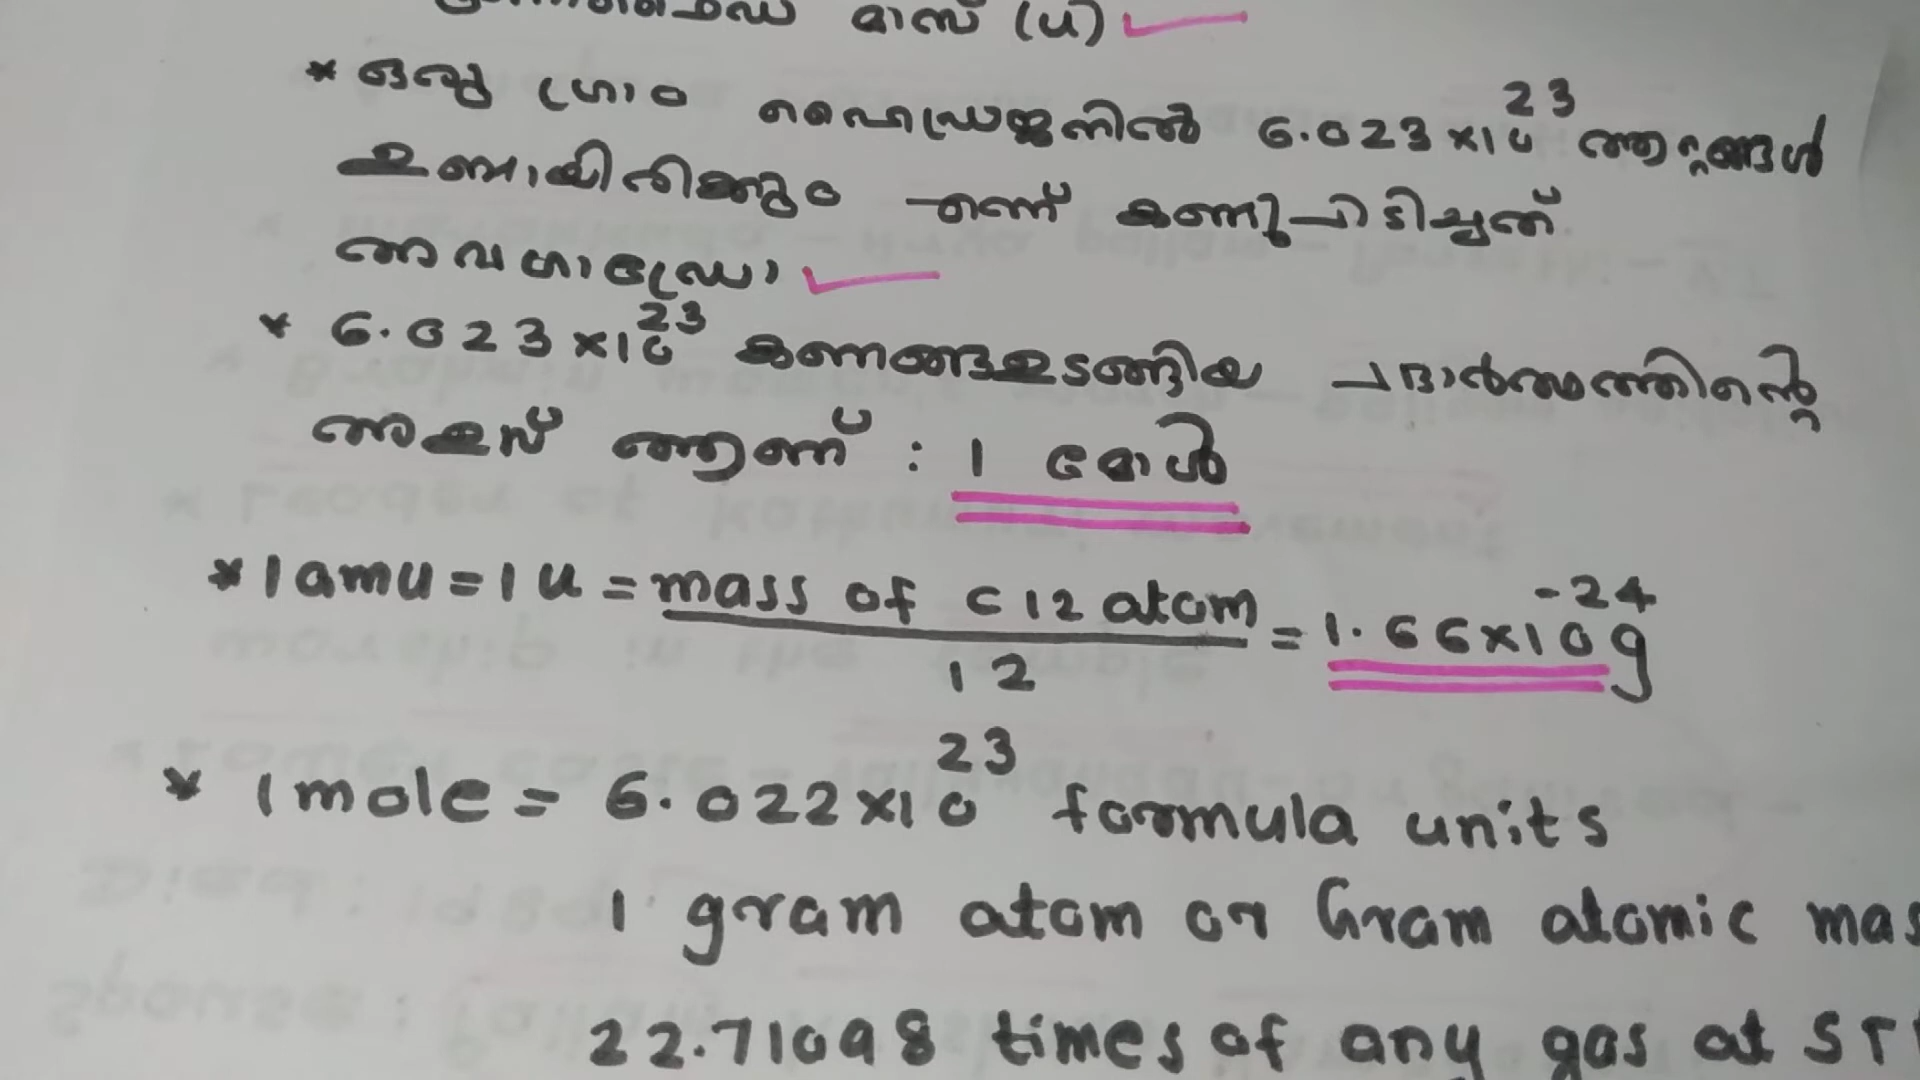 മാസ് (u)
* ഒരു ഗ്രാം ഹൈഡ്രജനിൽ 6.023×10²³ ആറ്റങ്ങൾ
ഉണ്ടായിരിക്കും എന്ന് കണ്ടുപിടിച്ചത്
അവഗാഡ്രോ
* 6.023×10²³ കണങ്ങളടങ്ങിയ പദാർത്ഥത്തിന്റെ
അളവ് ആണ് : 1 മോൾ
* 1 amu = 1 u = mass of C 12 atom / 12 = 1.66×10⁻²⁴ g
* 1 mole = 6.022×10²³ formula units
1 gram atom or Gram atomic mas
22.71098 times of any gas at ST